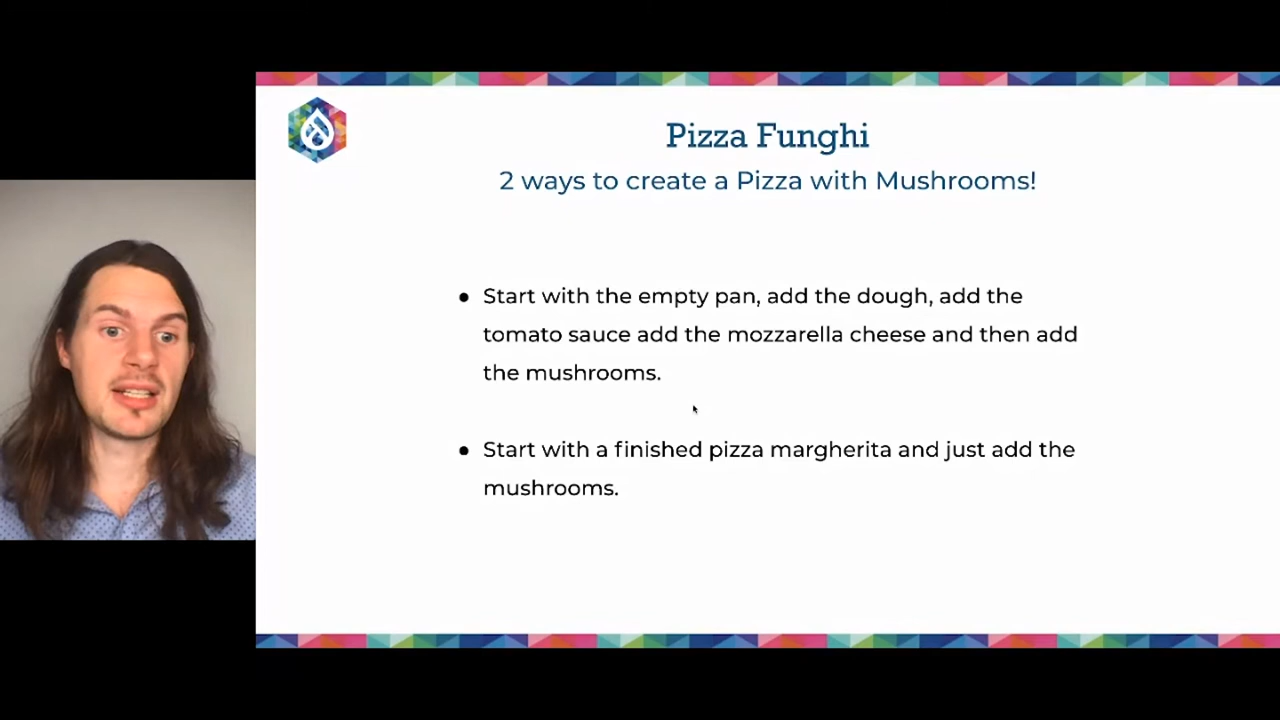 Pizza Funghi
2 ways to create a Pizza with Mushrooms!
● Start with the empty pan, add the dough, add the
tomato sauce add the mozzarella cheese and then add
the mushrooms.
● Start with a finished pizza margherita and just add the
mushrooms.